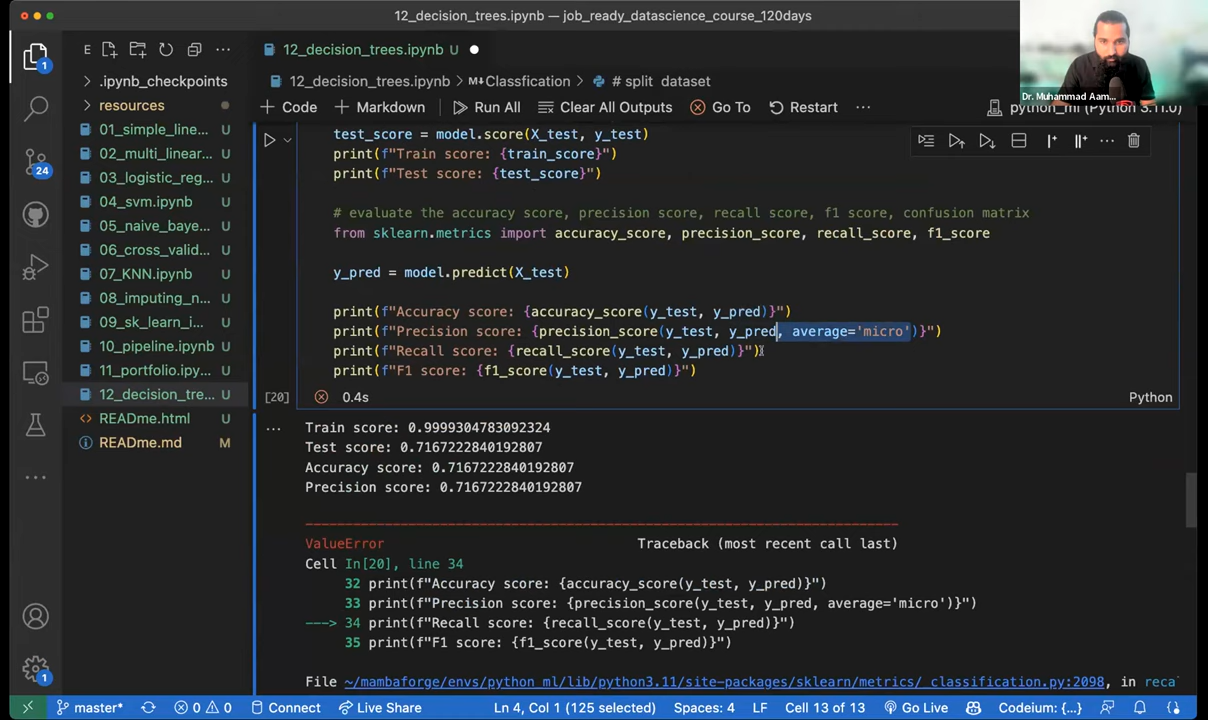 12_decision_trees.ipynb — job_ready_datascience_course_120days
Dr. Muhammad Aam...
1
24
1
E
.ipynb_checkpoints
resources
01_simple_line... U
02_multi_linear... U
03_logistic_reg... U
04_svm.ipynb U
05_naive_baye... U
06_cross_valid... U
07_KNN.ipynb U
08_imputing_n... U
09_sk_learn_i... U
10_pipeline.ipynb U
11_portfolio.ipy... U
12_decision_tre... U
READme.html U
READme.md M
12_decision_trees.ipynb U
12_decision_trees.ipynb > M↓Classfication > # split dataset
+ Code + Markdown Run All Clear All Outputs Go To Restart ... python_ml (Python 3.11.0)
test_score = model.score(X_test, y_test)
print(f"Train score: {train_score}")
print(f"Test score: {test_score}")
# evaluate the accuracy score, precision score, recall score, f1 score, confusion matrix
from sklearn.metrics import accuracy_score, precision_score, recall_score, f1_score
y_pred = model.predict(X_test)
print(f"Accuracy score: {accuracy_score(y_test, y_pred)}")
print(f"Precision score: {precision_score(y_test, y_pred, average='micro')}")
print(f"Recall score: {recall_score(y_test, y_pred)}")
print(f"F1 score: {f1_score(y_test, y_pred)}")
[20] 0.4s Python
... Train score: 0.9999304783092324
Test score: 0.7167222840192807
Accuracy score: 0.7167222840192807
Precision score: 0.7167222840192807
ValueError Traceback (most recent call last)
Cell In[20], line 34
32 print(f"Accuracy score: {accuracy_score(y_test, y_pred)}")
33 print(f"Precision score: {precision_score(y_test, y_pred, average='micro')}")
---> 34 print(f"Recall score: {recall_score(y_test, y_pred)}")
35 print(f"F1 score: {f1_score(y_test, y_pred)}")
File ~/mambaforge/envs/python_ml/lib/python3.11/site-packages/sklearn/metrics/_classification.py:2098, in reca
master* 0 0 Connect Live Share Ln 4, Col 1 (125 selected) Spaces: 4 LF Cell 13 of 13 Go Live Codeium: {...}